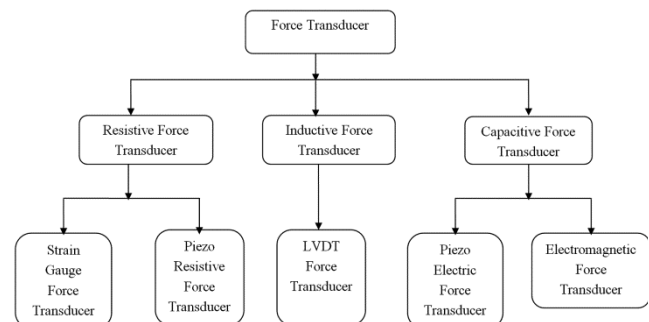 Force Transducer
Resistive Force
Transducer
Inductive Force
Transducer
Capacitive Force
Transducer
Strain
Gauge
Force
Transducer
Piezo
Resistive
Force
Transducer
LVDT
Force
Transducer
Piezo
Electric
Force
Transducer
Electromagnetic
Force
Transducer